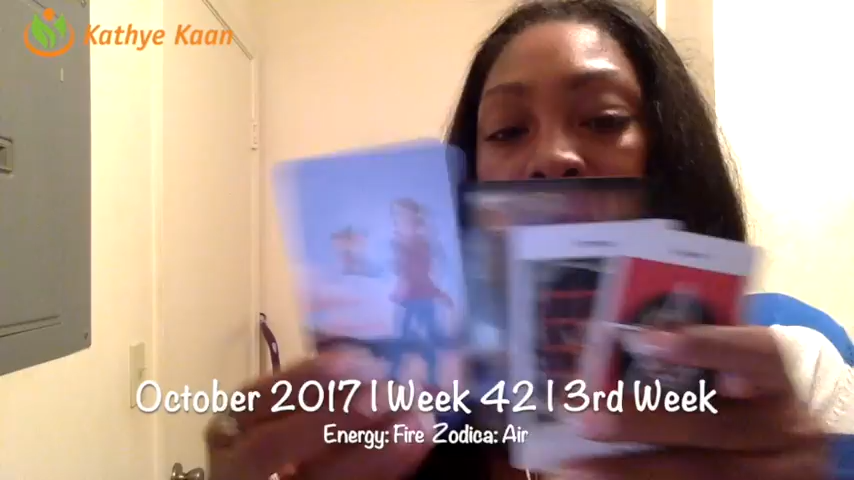 Kathye Kaan
October 2017 | Week 42 | 3rd Week
Energy: Fire Zodica: Air